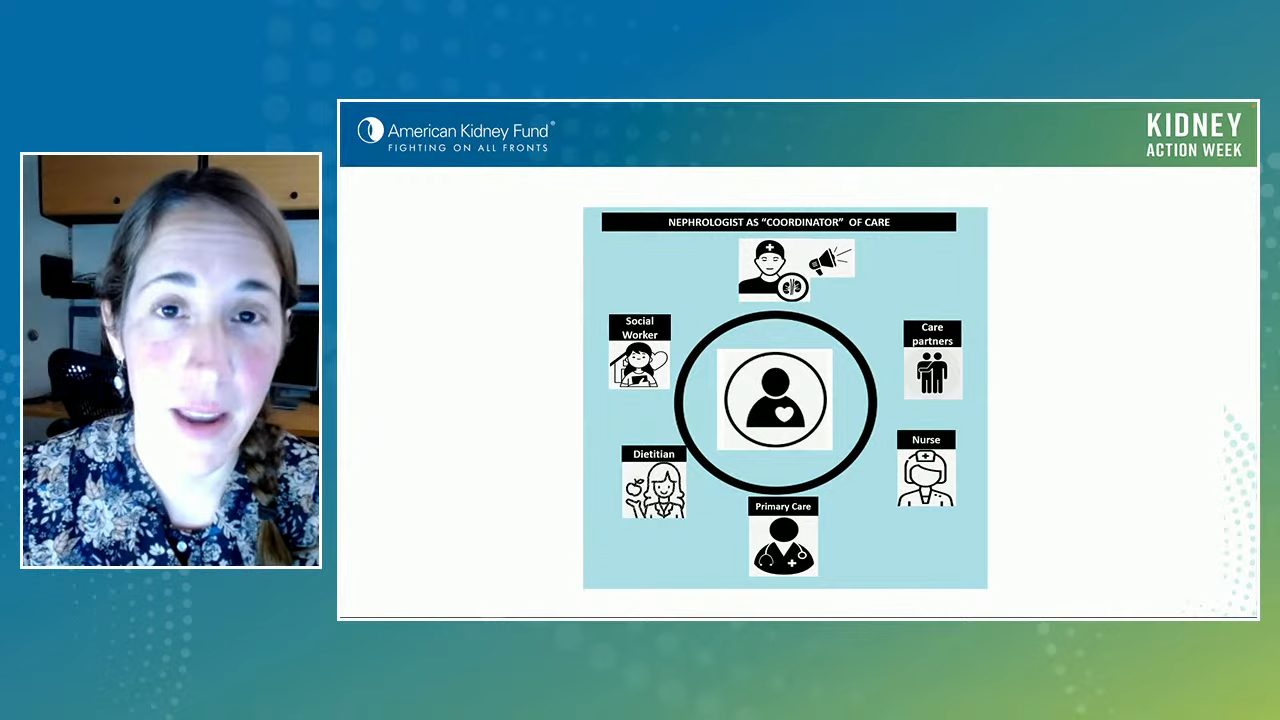 American Kidney Fund®
FIGHTING ON ALL FRONTS
KIDNEY
ACTION WEEK
NEPHROLOGIST AS “COORDINATOR” OF CARE
Social
Worker
Care
partners
Dietitian
Nurse
Primary Care